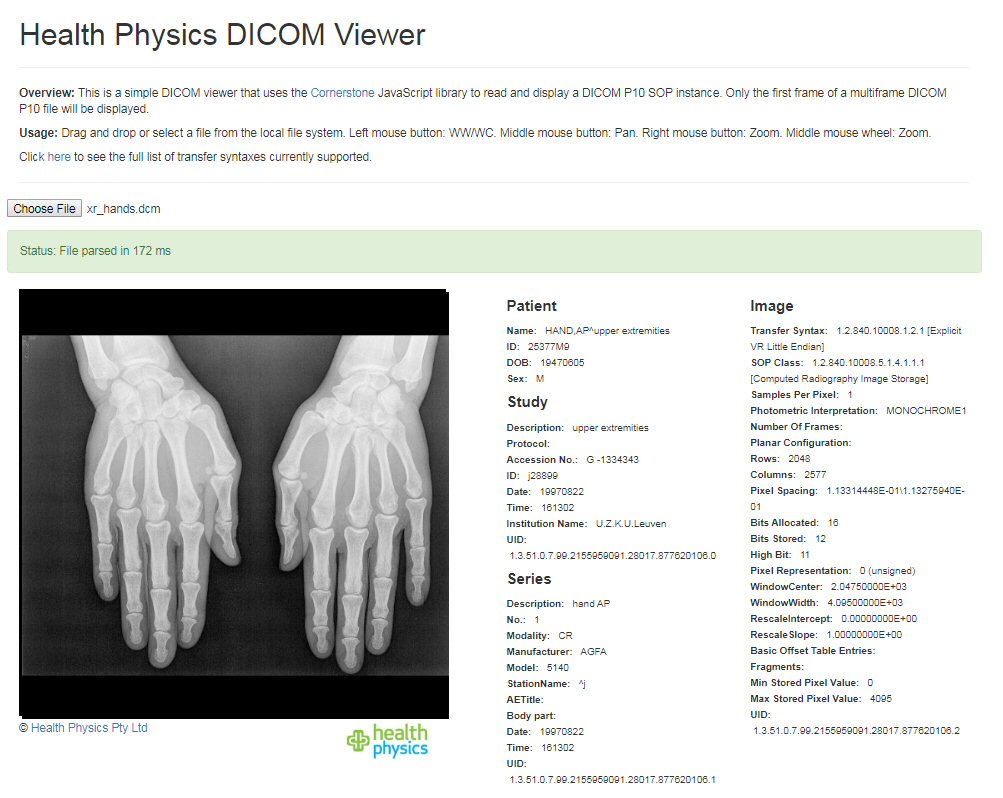 Health Physics DICOM Viewer
Overview: This is a simple DICOM viewer that uses the Cornerstone JavaScript library to read and display a DICOM P10 SOP instance. Only the first frame of a multiframe DICOM
P10 file will be displayed.
Usage: Drag and drop or select a file from the local file system. Left mouse button: WW/WC. Middle mouse button: Pan. Right mouse button: Zoom. Middle mouse wheel: Zoom.
Click here to see the full list of transfer syntaxes currently supported.
Choose File xr_hands.dcm
Status: File parsed in 172 ms
© Health Physics Pty Ltd
health
physics
Patient
Name: HAND,AP^upper extremities
ID: 25377M9
DOB: 19470605
Sex: M
Study
Description: upper extremities
Protocol:
Accession No.: G -1334343
ID: j28899
Date: 19970822
Time: 161302
Institution Name: U.Z.K.U.Leuven
UID:
1.3.51.0.7.99.2155959091.28017.877620106.0
Series
Description: hand AP
No.: 1
Modality: CR
Manufacturer: AGFA
Model: 5140
StationName: ^j
AETitle:
Body part:
Date: 19970822
Time: 161302
UID:
1.3.51.0.7.99.2155959091.28017.877620106.1
Image
Transfer Syntax: 1.2.840.10008.1.2.1 [Explicit
VR Little Endian]
SOP Class: 1.2.840.10008.5.1.4.1.1.1
[Computed Radiography Image Storage]
Samples Per Pixel: 1
Photometric Interpretation: MONOCHROME1
Number Of Frames:
Planar Configuration:
Rows: 2048
Columns: 2577
Pixel Spacing: 1.13314448E-01\1.13275940E-
01
Bits Allocated: 16
Bits Stored: 12
High Bit: 11
Pixel Representation: 0 (unsigned)
WindowCenter: 2.04750000E+03
WindowWidth: 4.09500000E+03
RescaleIntercept: 0.00000000E+00
RescaleSlope: 1.00000000E+00
Basic Offset Table Entries:
Fragments:
Min Stored Pixel Value: 0
Max Stored Pixel Value: 4095
UID:
1.3.51.0.7.99.2155959091.28017.877620106.2